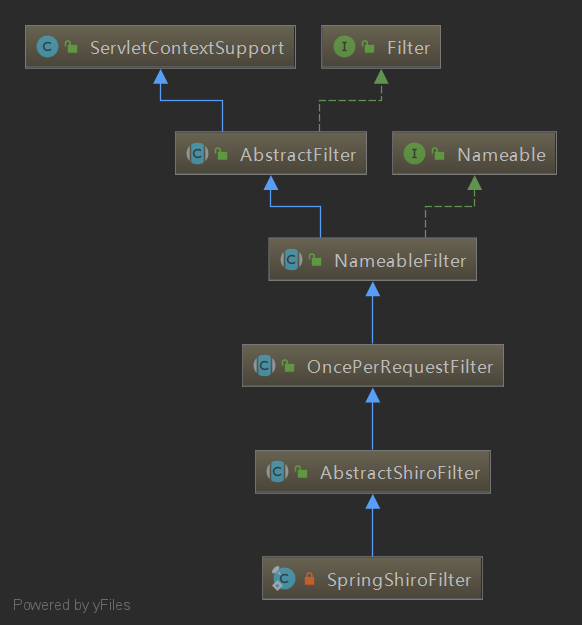 ServletContextSupport
Filter
AbstractFilter
Nameable
NameableFilter
OncePerRequestFilter
AbstractShiroFilter
SpringShiroFilter
Powered by yFiles